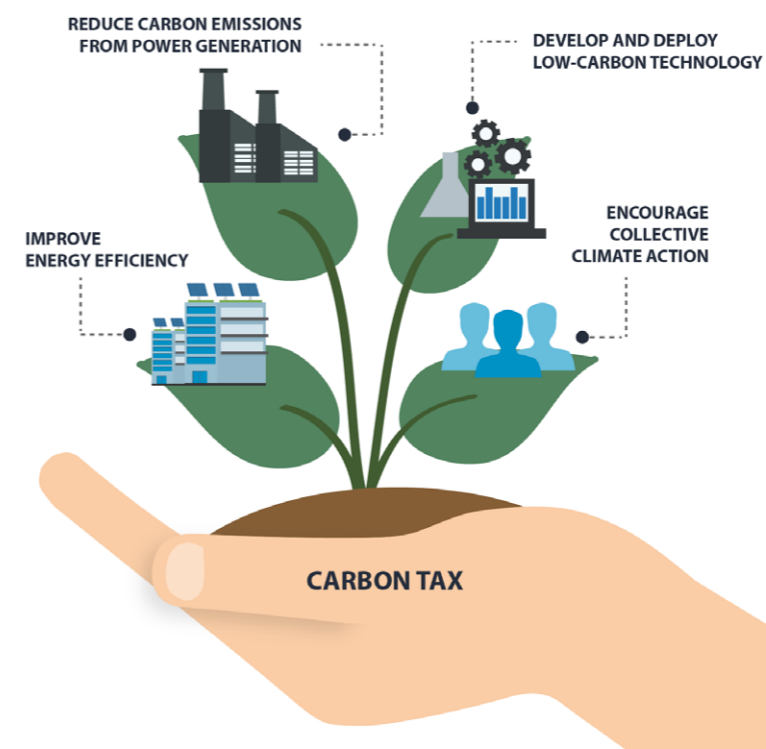 REDUCE CARBON EMISSIONS
FROM POWER GENERATION
DEVELOP AND DEPLOY
LOW-CARBON TECHNOLOGY
IMPROVE
ENERGY EFFICIENCY
ENCOURAGE
COLLECTIVE
CLIMATE ACTION
CARBON TAX